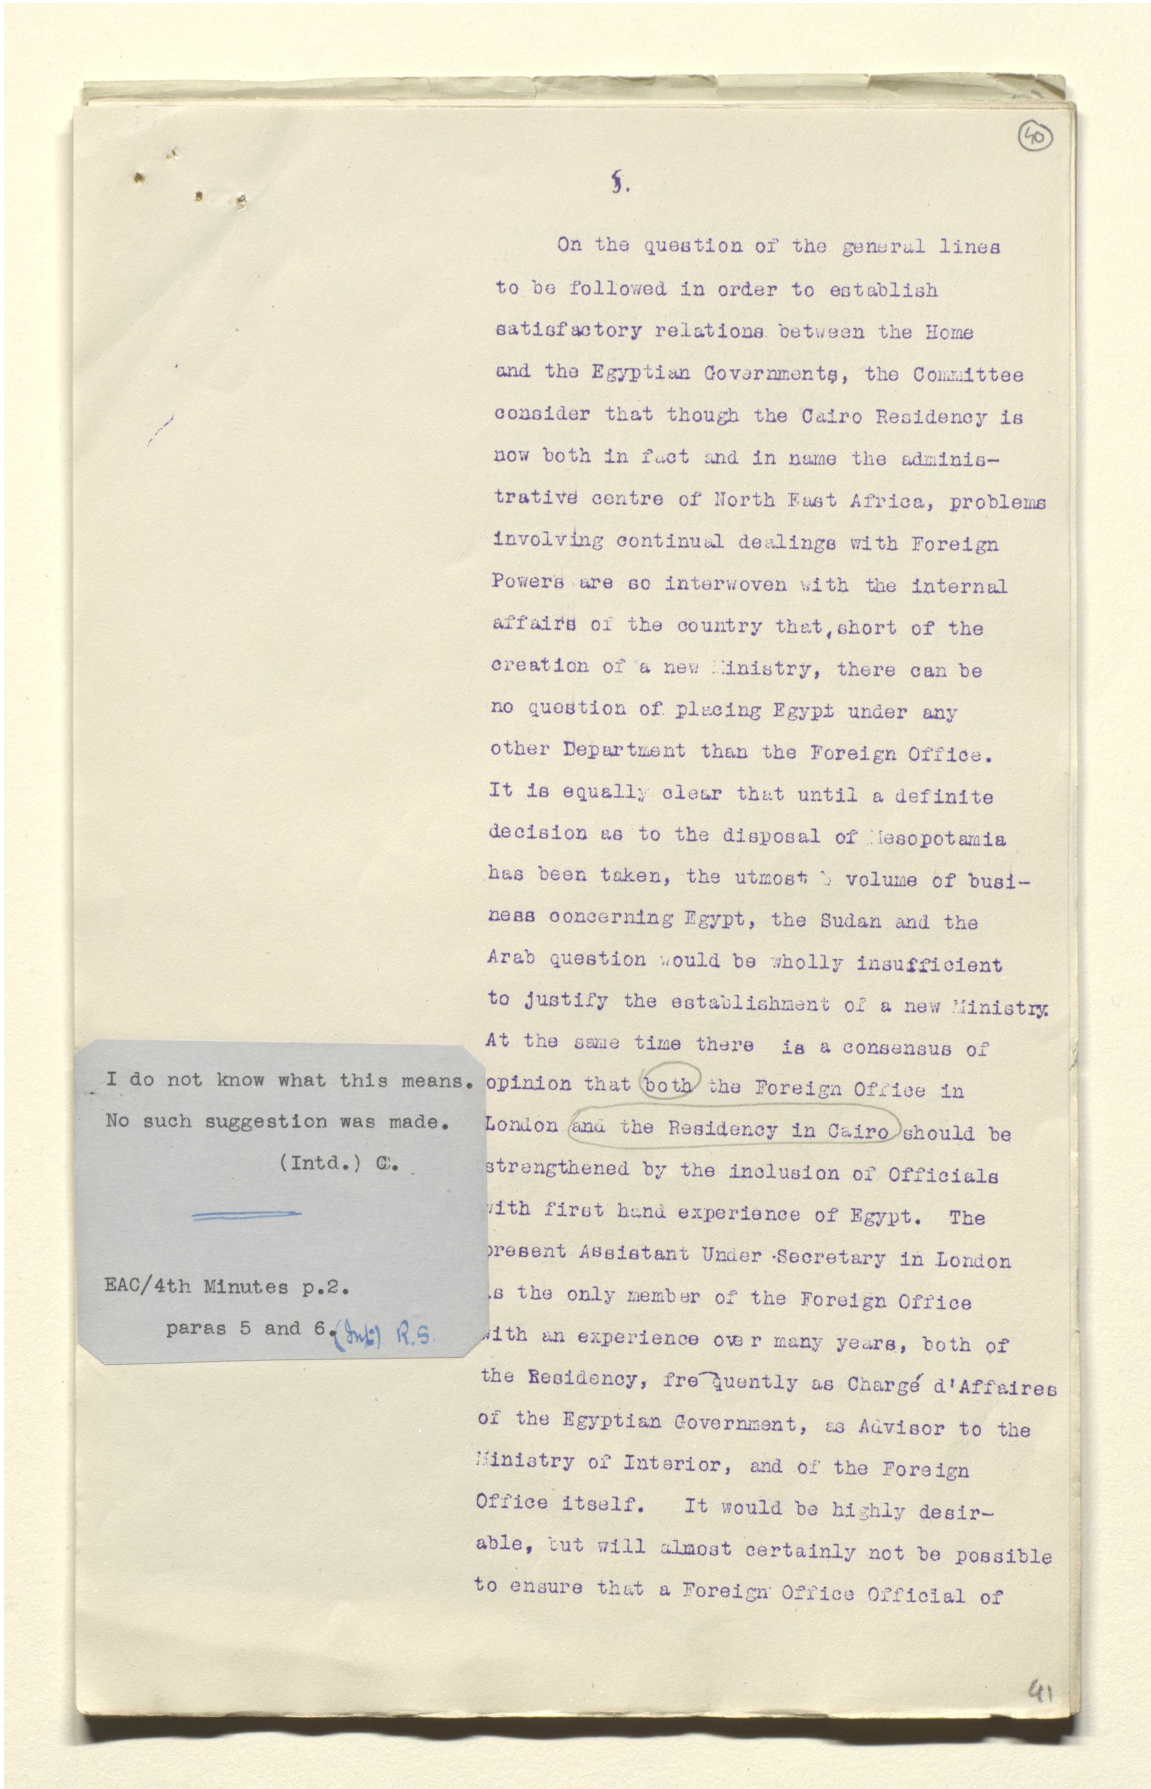 40
5.
On the question of the general lines
to be followed in order to establish
satisfactory relations between the Home
and the Egyptian Governments, the Committee
consider that though the Cairo Residency is
now both in fact and in name the adminis-
trative centre of North East Africa, problems
involving continual dealings with Foreign
Powers are so interwoven with the internal
affairs of the country that, short of the
creation of a new Ministry, there can be
no question of placing Egypt under any
other Department than the Foreign Office.
It is equally clear that until a definite
decision as to the disposal of Mesopotamia
has been taken, the utmost volume of busi-
ness concerning Egypt, the Sudan and the
Arab question would be wholly insufficient
to justify the establishment of a new Ministry.
At the same time there is a consensus of
opinion that both the Foreign Office in
London and the Residency in Cairo should be
strengthened by the inclusion of Officials
with first hand experience of Egypt. The
present Assistant Under Secretary in London
is the only member of the Foreign Office
with an experience over many years, both of
the Residency, frequently as Chargé d'Affaires
of the Egyptian Government, as Advisor to the
Ministry of Interior, and of the Foreign
Office itself. It would be highly desir-
able, but will almost certainly not be possible
to ensure that a Foreign Office Official of
I do not know what this means.
No such suggestion was made.
(Intd.) C.
EAC/4th Minutes p.2.
paras 5 and 6. (Int) R.S.
41